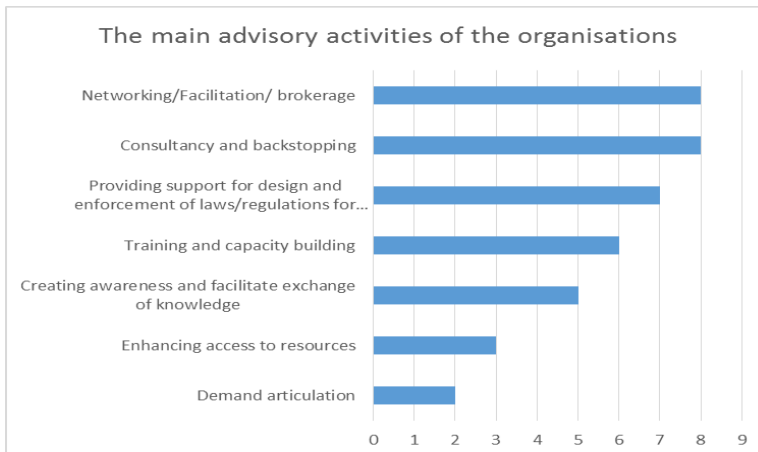 The main advisory activities of the organisations
Networking/Facilitation/ brokerage
Consultancy and backstopping
Providing support for design and
enforcement of laws/regulations for...
Training and capacity building
Creating awareness and facilitate exchange
of knowledge
Enhancing access to resources
Demand articulation
0 1 2 3 4 5 6 7 8 9